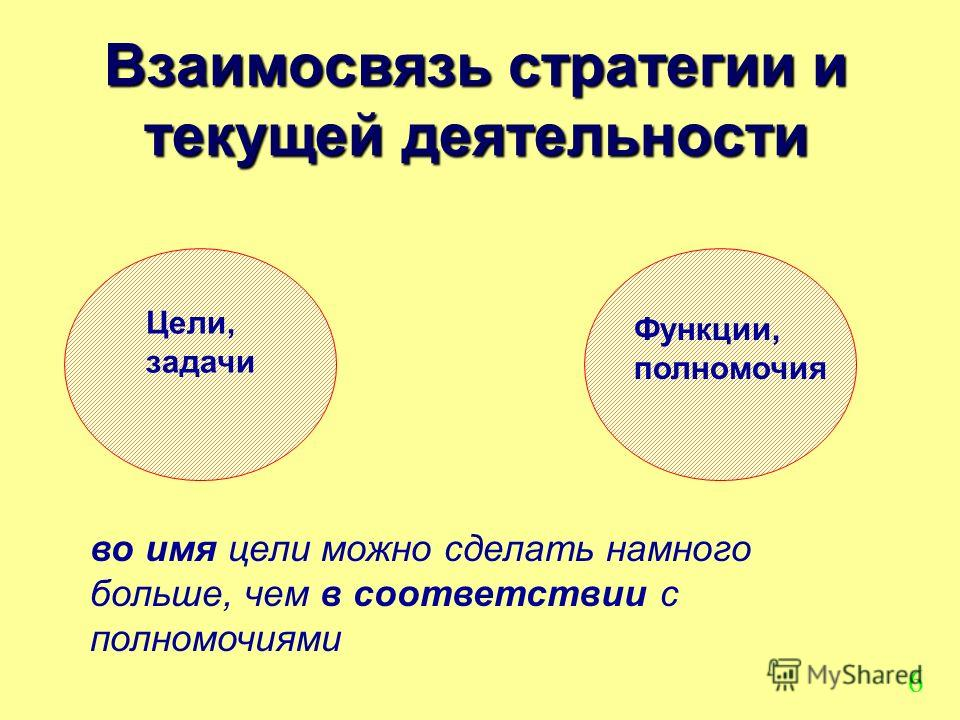 Взаимосвязь стратегии и
текущей деятельности
Цели,
задачи
Функции,
полномочия
во имя цели можно сделать намного
больше, чем в соответствии с
полномочиями
MyShared
6